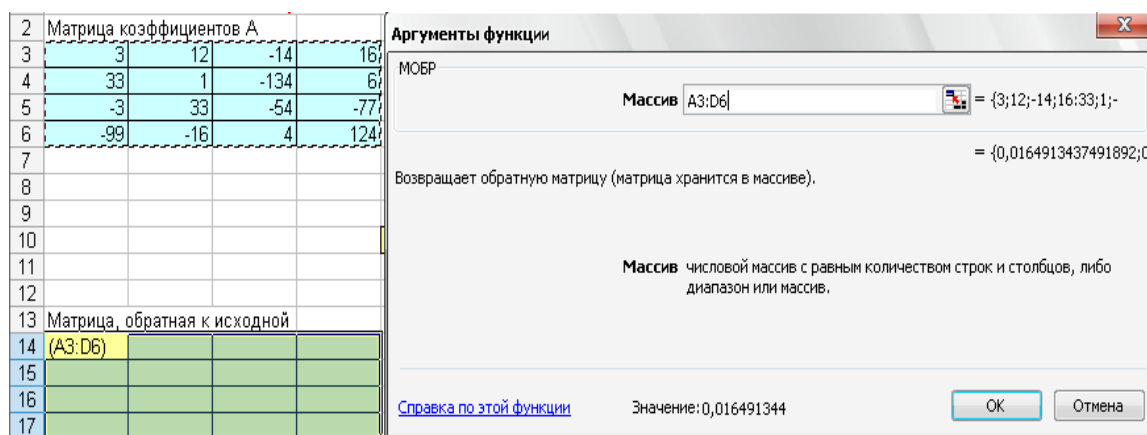 2 Матрица коэффициентов А
3 3 12 -14 16
4 33 1 -134 6
5 -3 33 -54 -77
6 -99 -16 4 124
7
8
9
10
11
12
13 Матрица, обратная к исходной
14 (A3:D6)
15
16
17
Аргументы функции
МОБР
Массив A3:D6 = {3;12;-14;16:33;1;-
= {0,0164913437491892;0
Возвращает обратную матрицу (матрица хранится в массиве).
Массив числовой массив с равным количеством строк и столбцов, либо
диапазон или массив.
Справка по этой функции Значение:0,016491344 ОК Отмена